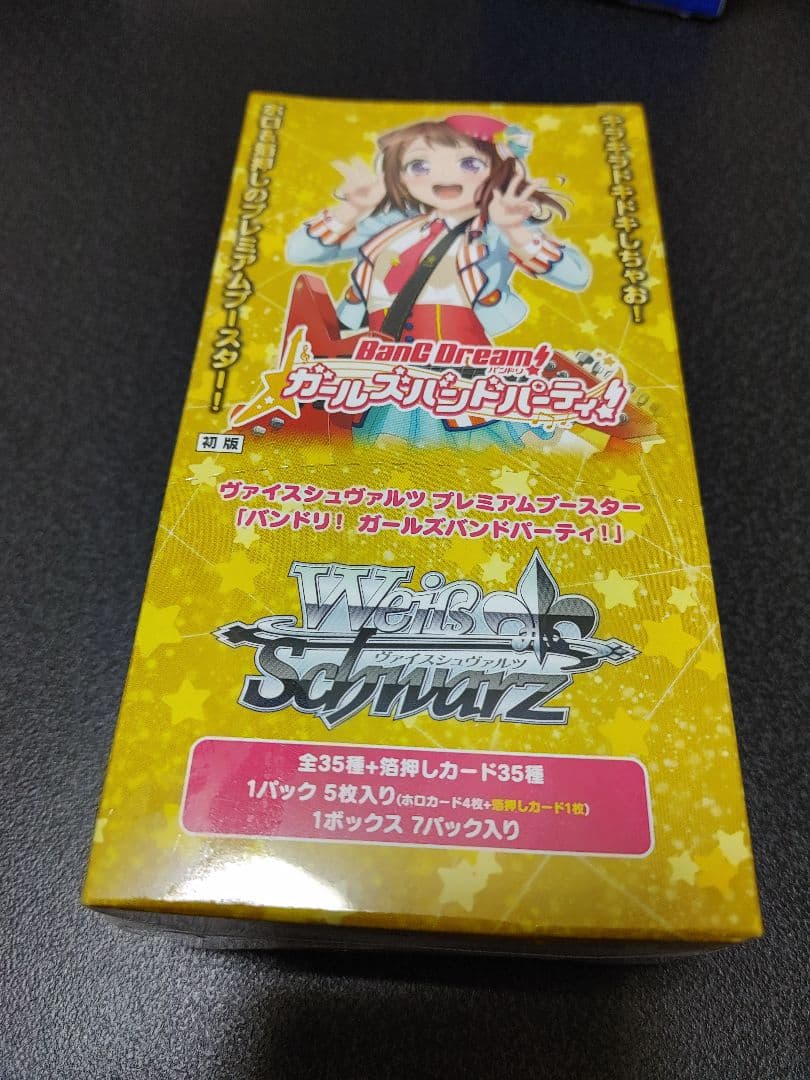 キラキラドキドキしちゃお!
ZR&箔押しのプレミアムブースター!
BanG Dream!
バンドリ!
ガールズバンドパーティ!
初版
ヴァイスシュヴァルツ プレミアムブースター
「バンドリ! ガールズバンドパーティ!」
Weiß
ヴァイスシュヴァルツ
Schwarz
全35種+箔押しカード35種
1パック 5枚入り(ホロカード4枚+箔押しカード1枚)
1ボックス 7パック入り